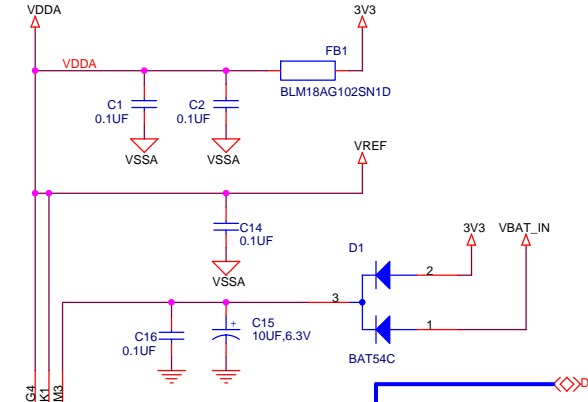 VDDA
3V3
VDDA
FB1
BLM18AG102SN1D
C1
0.1UF
C2
0.1UF
VSSA
VSSA
VREF
C14
0.1UF
VSSA
3V3
VBAT_IN
D1
2
3
1
BAT54C
C16
0.1UF
+
C15
10UF,6.3V
G4
K1
M3
D